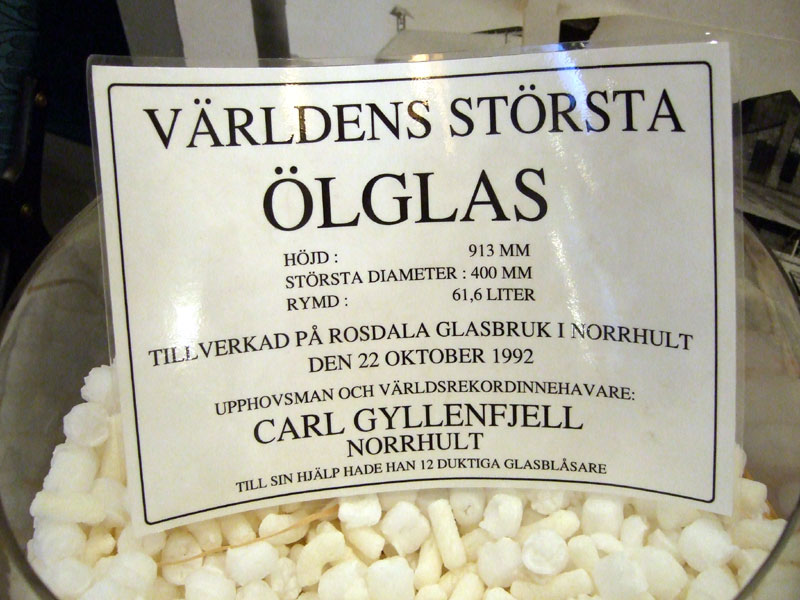 VÄRLDENS STÖRSTA
ÖLGLAS
HÖJD : 913 MM
STÖRSTA DIAMETER : 400 MM
RYMD : 61,6 LITER
TILLVERKAD PÅ ROSDALA GLASBRUK I NORRHULT
DEN 22 OKTOBER 1992
UPPHOVSMAN OCH VÄRLDSREKORDINNEHAVARE:
CARL GYLLENFJELL
NORRHULT
TILL SIN HJÄLP HADE HAN 12 DUKTIGA GLASBLÅSARE